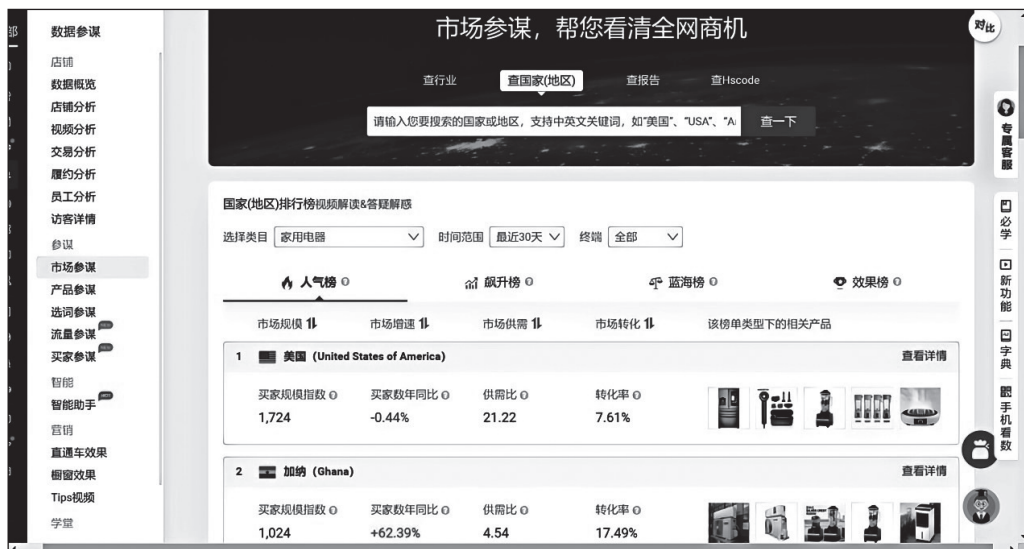 部
数据参谋
店铺
数据概览
店铺分析
视频分析
交易分析
履约分析
员工分析
访客详情
参谋
市场参谋
产品参谋
选词参谋
流量参谋
买家参谋
智能
智能助手
营销
直通车效果
橱窗效果
Tips视频
学堂
市场参谋，帮您看清全网商机
查行业 查国家(地区) 查报告 查Hscode
请输入您要搜索的国家或地区，支持中英文关键词，如“美国”、“USA”、“A 查一下
国家(地区)排行榜视频解读&答疑解惑
选择类目 家用电器 时间范围 最近30天 终端 全部
人气榜 飙升榜 蓝海榜 效果榜
市场规模 市场增速 市场供需 市场转化 该榜单类型下的相关产品
1 美国（United States of America） 查看详情
买家规模指数 买家数年同比 供需比 转化率
1,724 -0.44% 21.22 7.61%
2 加纳（Ghana） 查看详情
买家规模指数 买家数年同比 供需比 转化率
1,024 +62.39% 4.54 17.49%
对比
专属客服
必学
新功能
字典
手机看数